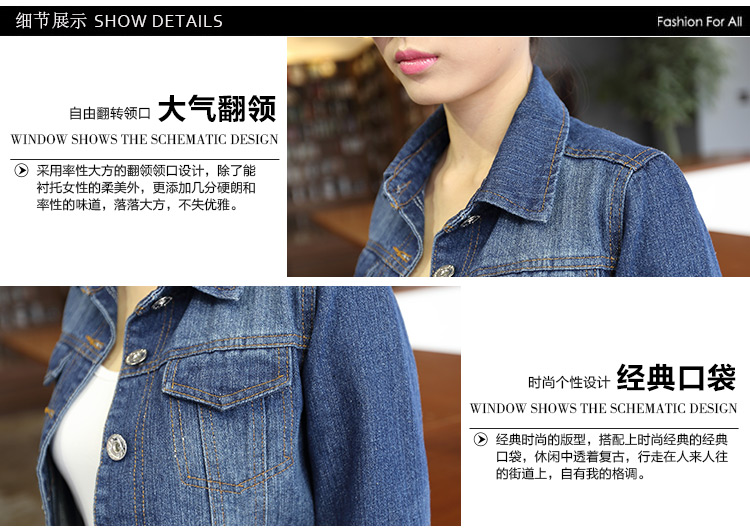 细节展示 SHOW DETAILS
Fashion For All
自由翻转领口 大气翻领
WINDOW SHOWS THE SCHEMATIC DESIGN
采用率性大方的翻领领口设计，除了能
衬托女性的柔美外，更添加几分硬朗和
率性的味道，落落大方，不失优雅。
时尚个性设计 经典口袋
WINDOW SHOWS THE SCHEMATIC DESIGN
经典时尚的版型，搭配上时尚经典的经典
口袋，休闲中透着复古，行走在人来人往
的街道上，自有我的格调。